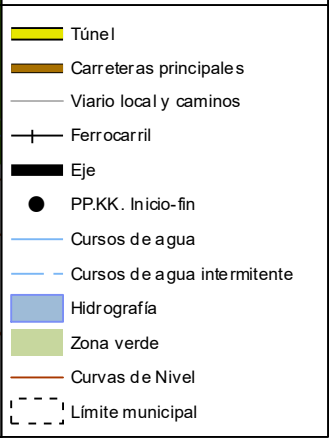 Túnel
Carreteras principales
Viario local y caminos
Ferrocarril
Eje
PP.KK. Inicio-fin
Cursos de agua
Cursos de agua intermitente
Hidrografía
Zona verde
Curvas de Nivel
Límite municipal